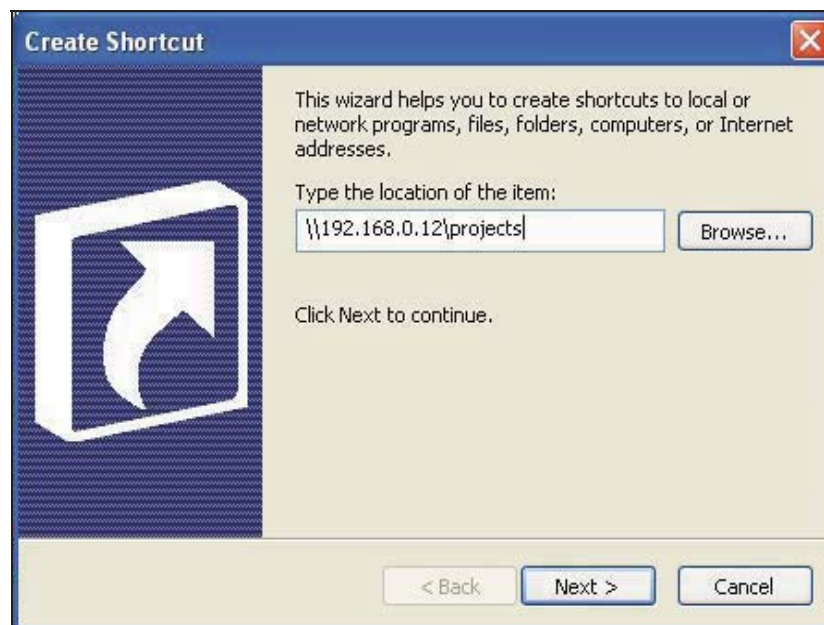 Create Shortcut
This wizard helps you to create shortcuts to local or
network programs, files, folders, computers, or Internet
addresses.
Type the location of the item:
\\192.168.0.12\projects
Browse...
Click Next to continue.
< Back
Next >
Cancel